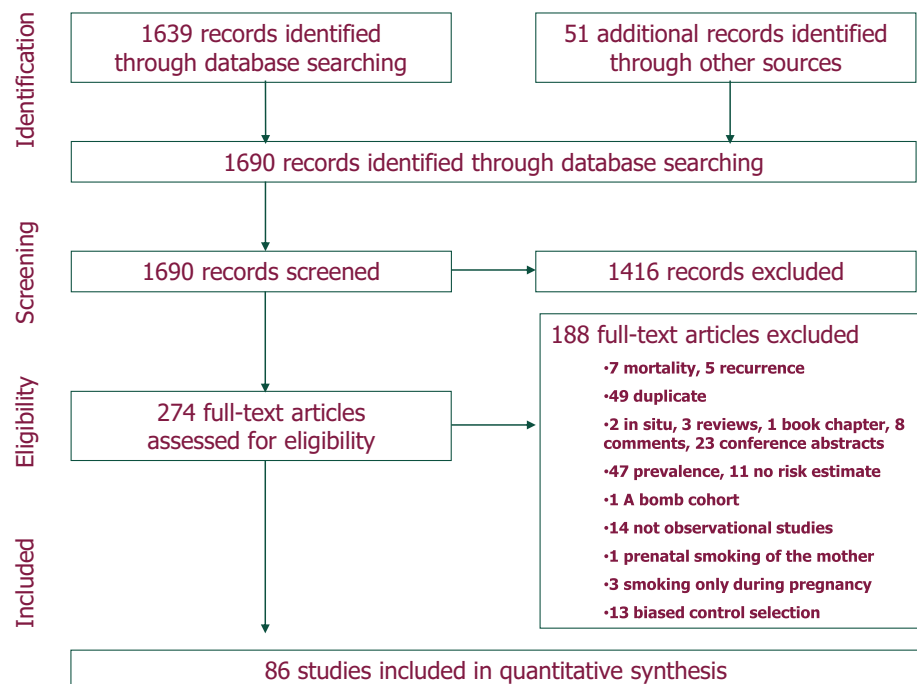 Identification
1639 records identified
through database searching
51 additional records identified
through other sources
1690 records identified through database searching
Screening
1690 records screened
1416 records excluded
Eligibility
274 full-text articles
assessed for eligibility
188 full-text articles excluded
•7 mortality, 5 recurrence
•49 duplicate
•2 in situ, 3 reviews, 1 book chapter, 8
comments, 23 conference abstracts
•47 prevalence, 11 no risk estimate
•1 A bomb cohort
•14 not observational studies
•1 prenatal smoking of the mother
•3 smoking only during pregnancy
•13 biased control selection
Included
86 studies included in quantitative synthesis